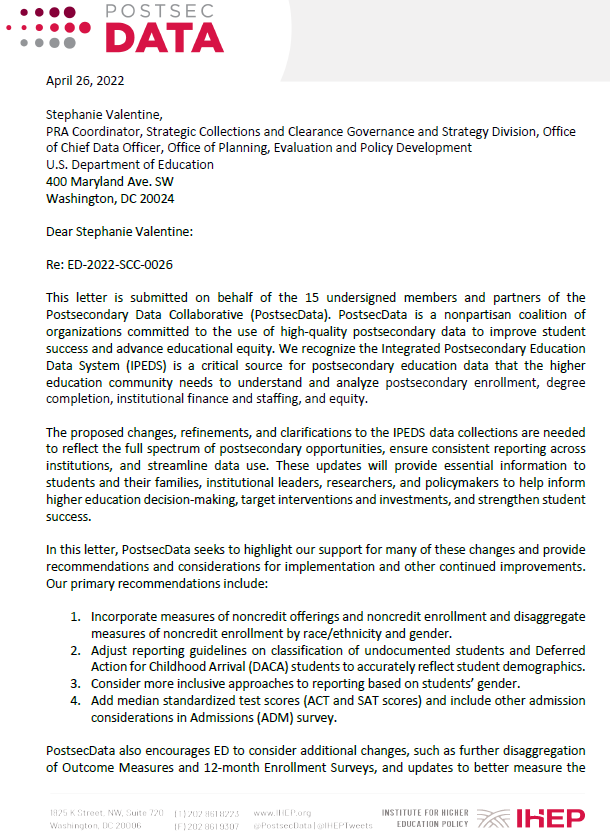 POSTSEC
DATA
April 26, 2022
Stephanie Valentine,
PRA Coordinator, Strategic Collections and Clearance Governance and Strategy Division, Office
of Chief Data Officer, Office of Planning, Evaluation and Policy Development
U.S. Department of Education
400 Maryland Ave. SW
Washington, DC 20024
Dear Stephanie Valentine:
Re: ED-2022-SCC-0026
This letter is submitted on behalf of the 15 undersigned members and partners of the
Postsecondary Data Collaborative (PostsecData). PostsecData is a nonpartisan coalition of
organizations committed to the use of high-quality postsecondary data to improve student
success and advance educational equity. We recognize the Integrated Postsecondary Education
Data System (IPEDS) is a critical source for postsecondary education data that the higher
education community needs to understand and analyze postsecondary enrollment, degree
completion, institutional finance and staffing, and equity.
The proposed changes, refinements, and clarifications to the IPEDS data collections are needed
to reflect the full spectrum of postsecondary opportunities, ensure consistent reporting across
institutions, and streamline data use. These updates will provide essential information to
students and their families, institutional leaders, researchers, and policymakers to help inform
higher education decision-making, target interventions and investments, and strengthen student
success.
In this letter, PostsecData seeks to highlight our support for many of these changes and provide
recommendations and considerations for implementation and other continued improvements.
Our primary recommendations include:
1. Incorporate measures of noncredit offerings and noncredit enrollment and disaggregate
measures of noncredit enrollment by race/ethnicity and gender.
2. Adjust reporting guidelines on classification of undocumented students and Deferred
Action for Childhood Arrival (DACA) students to accurately reflect student demographics.
3. Consider more inclusive approaches to reporting based on students' gender.
4. Add median standardized test scores (ACT and SAT scores) and include other admission
considerations in Admissions (ADM) survey.
PostsecData also encourages ED to consider additional changes, such as further disaggregation
of Outcome Measures and 12-month Enrollment Surveys, and updates to better measure the
1825 K Street, NW, Suite 720 (T) 202 861 8223 www.IHEP.org INSTITUTE FOR HIGHER
Washington, DC 20006 (F) 202 861 9307 @PostsecData | @IHEPTweets EDUCATION POLICY IHEP